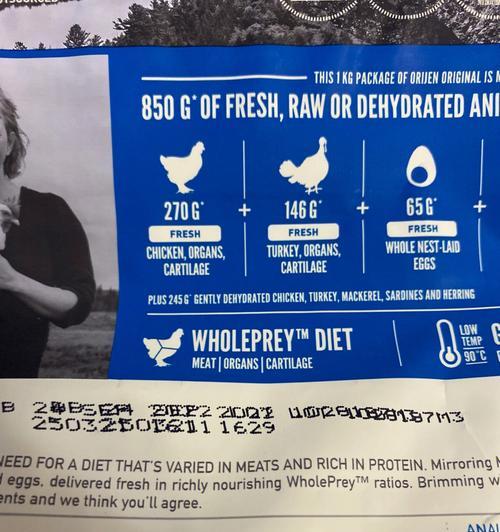 THIS 1 KG PACKAGE OF ORIJEN ORIGINAL IS
850 G* OF FRESH, RAW OR DEHYDRATED ANI
270 G* + 146 G* + 65 G* +
FRESH FRESH FRESH
CHICKEN, ORGANS, TURKEY, ORGANS, WHOLE NEST-LAID
CARTILAGE CARTILAGE EGGS
PLUS 245 G* GENTLY DEHYDRATED CHICKEN, TURKEY, MACKEREL, SARDINES AND HERRING
WHOLEPREY™ DIET
MEAT | ORGANS | CARTILAGE
LOW
TEMP
90°C
1629
NEED FOR A DIET THAT'S VARIED IN MEATS AND RICH IN PROTEIN. Mirroring
eggs, delivered fresh in richly nourishing WholePrey™ ratios. Brimming w
ents and we think you'll agree.